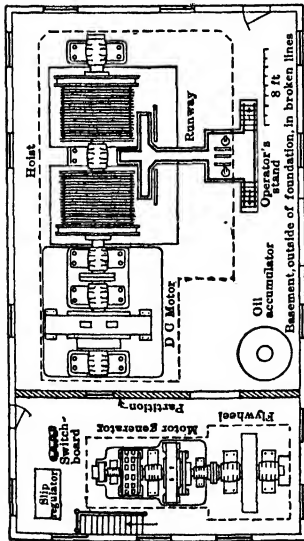 Hoist
Runway
8 ft
Operator's
stand
Basement, outside of foundation, in broken lines
D C Motor
Oil
accumulator
Partition
Switch-
board
Slip
regulator
Motor generator
Flywheel